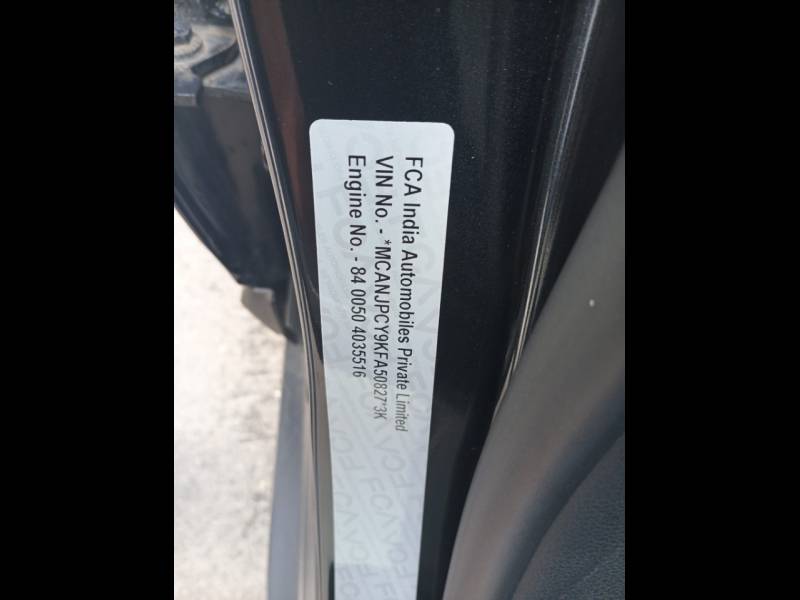 FCA India Automobiles Private Limited
VIN No. - *MCANJPCY9KFA50827*3K
Engine No. - 84 0050 4035516